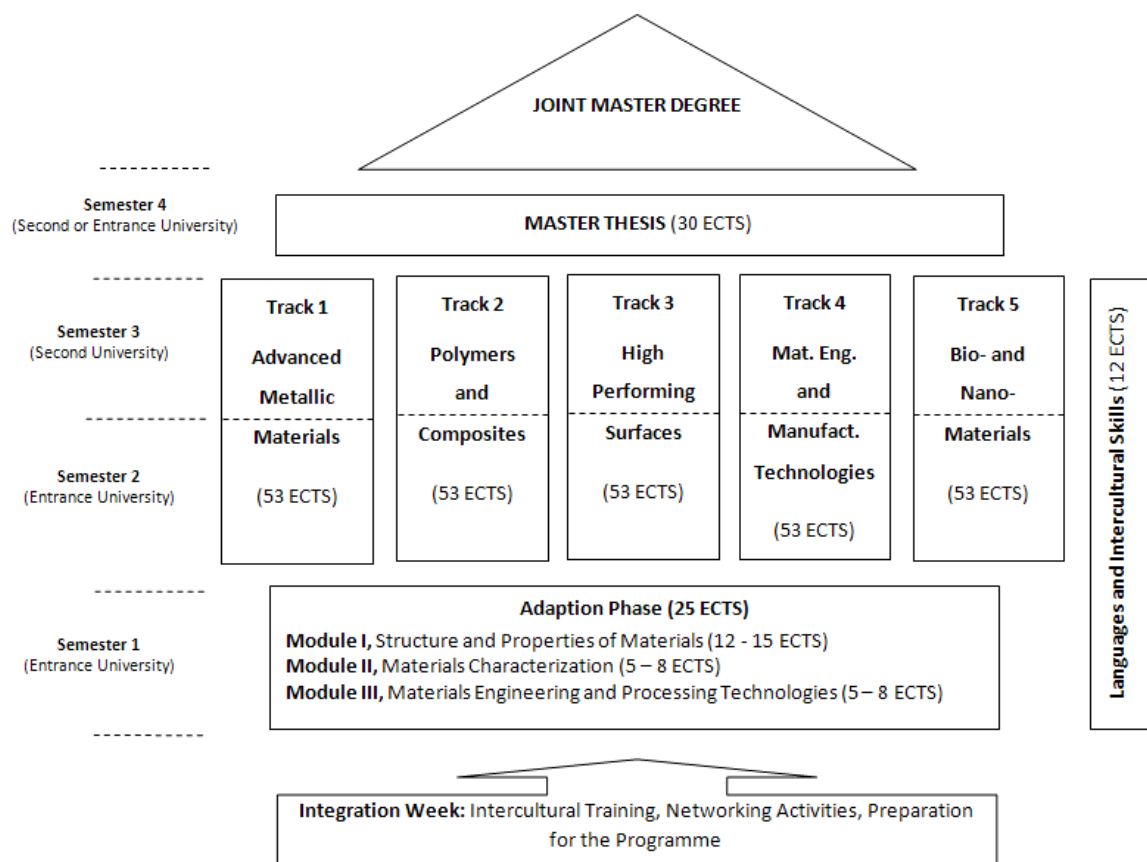 JOINT MASTER DEGREE
Semester 4
(Second or Entrance University)
MASTER THESIS (30 ECTS)
Semester 3
(Second University)
Semester 2
(Entrance University)
Track 1
Advanced
Metallic
Materials
(53 ECTS)
Track 2
Polymers
and
Composites
(53 ECTS)
Track 3
High
Performing
Surfaces
(53 ECTS)
Track 4
Mat. Eng.
and
Manufact.
Technologies
(53 ECTS)
Track 5
Bio- and
Nano-
Materials
(53 ECTS)
Languages and Intercultural Skills (12 ECTS)
Semester 1
(Entrance University)
Adaption Phase (25 ECTS)
Module I, Structure and Properties of Materials (12 - 15 ECTS)
Module II, Materials Characterization (5 – 8 ECTS)
Module III, Materials Engineering and Processing Technologies (5 – 8 ECTS)
Integration Week: Intercultural Training, Networking Activities, Preparation
for the Programme